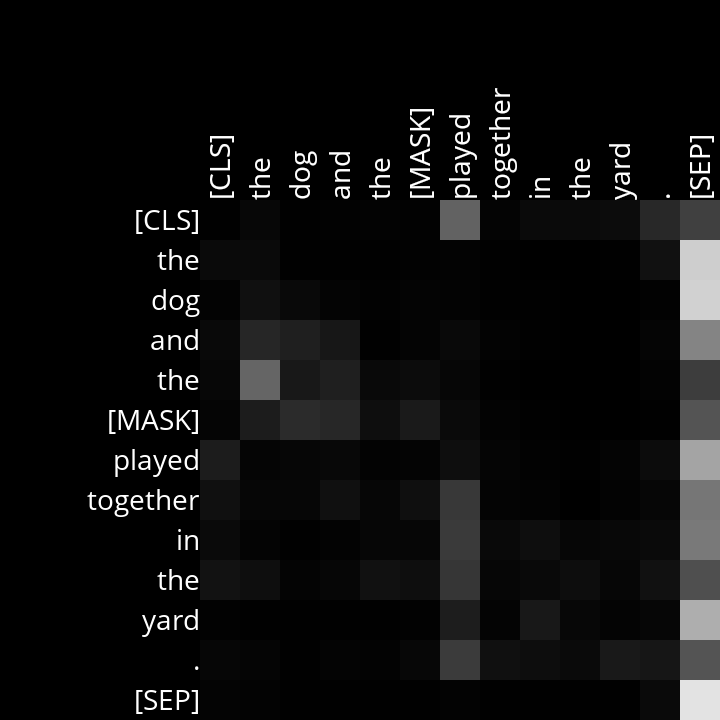 [CLS] the dog and the [MASK] played together in the yard . [SEP]
[CLS]
the
dog
and
the
[MASK]
played
together
in
the
yard
.
[SEP]